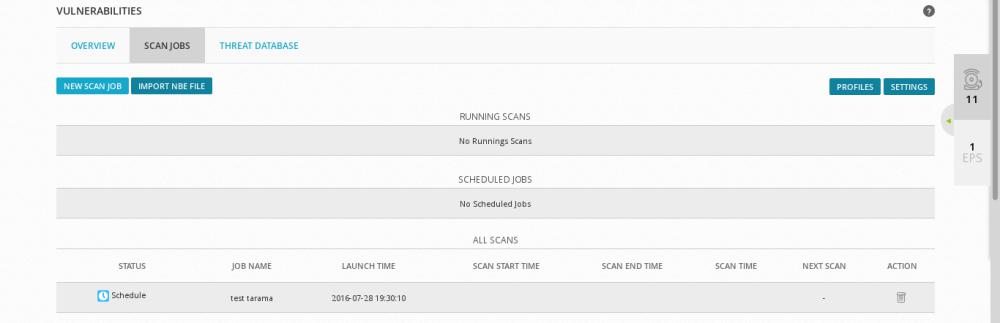 VULNERABILITIES ?
OVERVIEW SCAN JOBS THREAT DATABASE
NEW SCAN JOB IMPORT NBE FILE PROFILES SETTINGS
11
1
EPS
RUNNING SCANS
No Runnings Scans
SCHEDULED JOBS
No Scheduled Jobs
ALL SCANS
STATUS JOB NAME LAUNCH TIME SCAN START TIME SCAN END TIME SCAN TIME NEXT SCAN ACTION
Schedule test tarama 2016-07-28 19:30:10 -